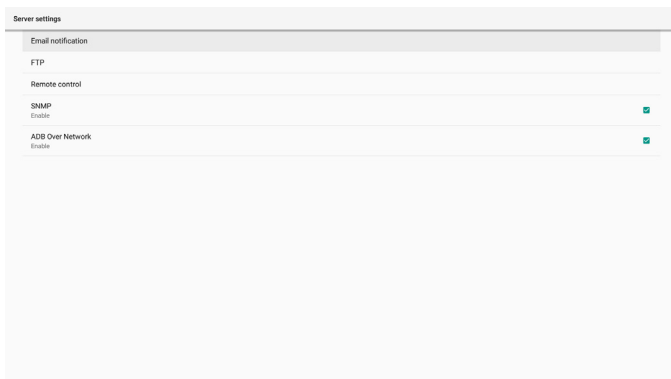 Server settings
Email notification
FTP
Remote control
SNMP
Enable
ADB Over Network
Enable